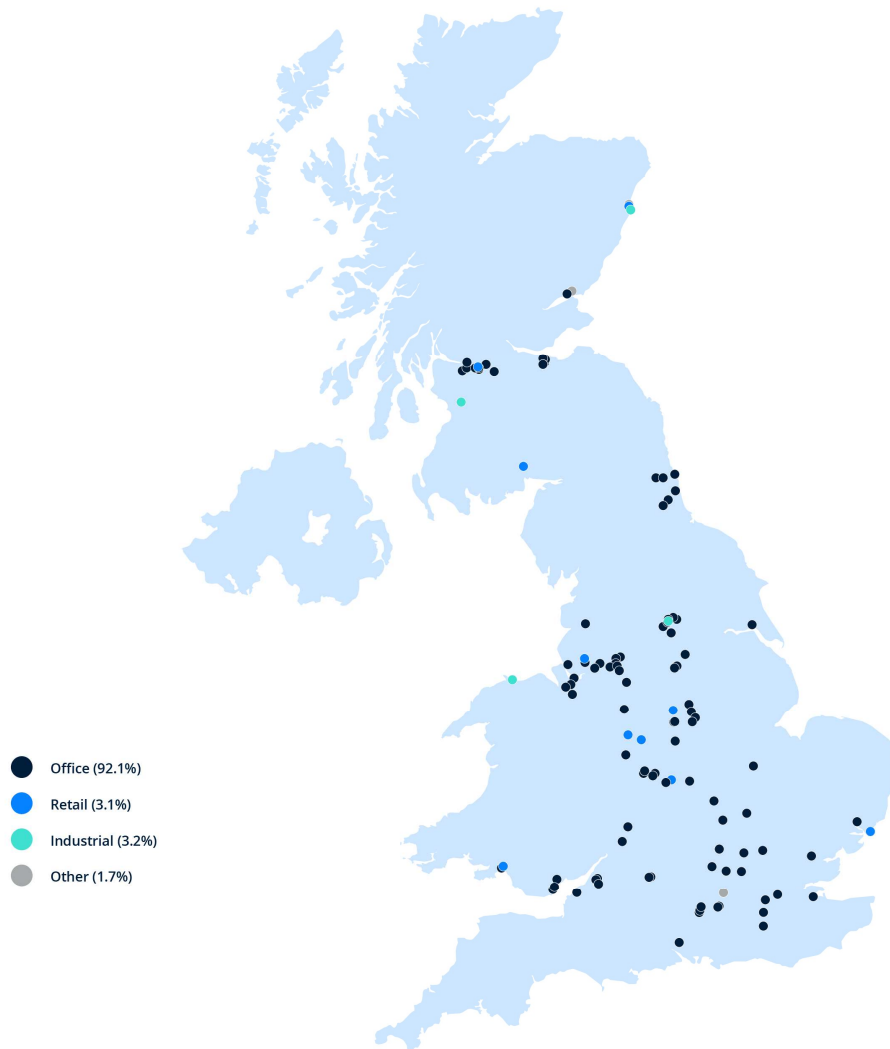 Office (92.1%)
Retail (3.1%)
Industrial (3.2%)
Other (1.7%)